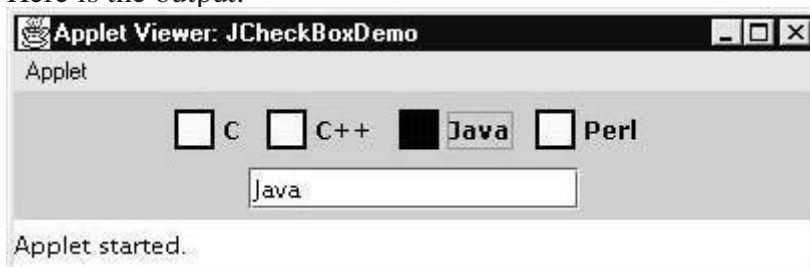 Here is the output:
Applet Viewer: JCheckBoxDemo
Applet
C C++ Java Perl
Java
Applet started.